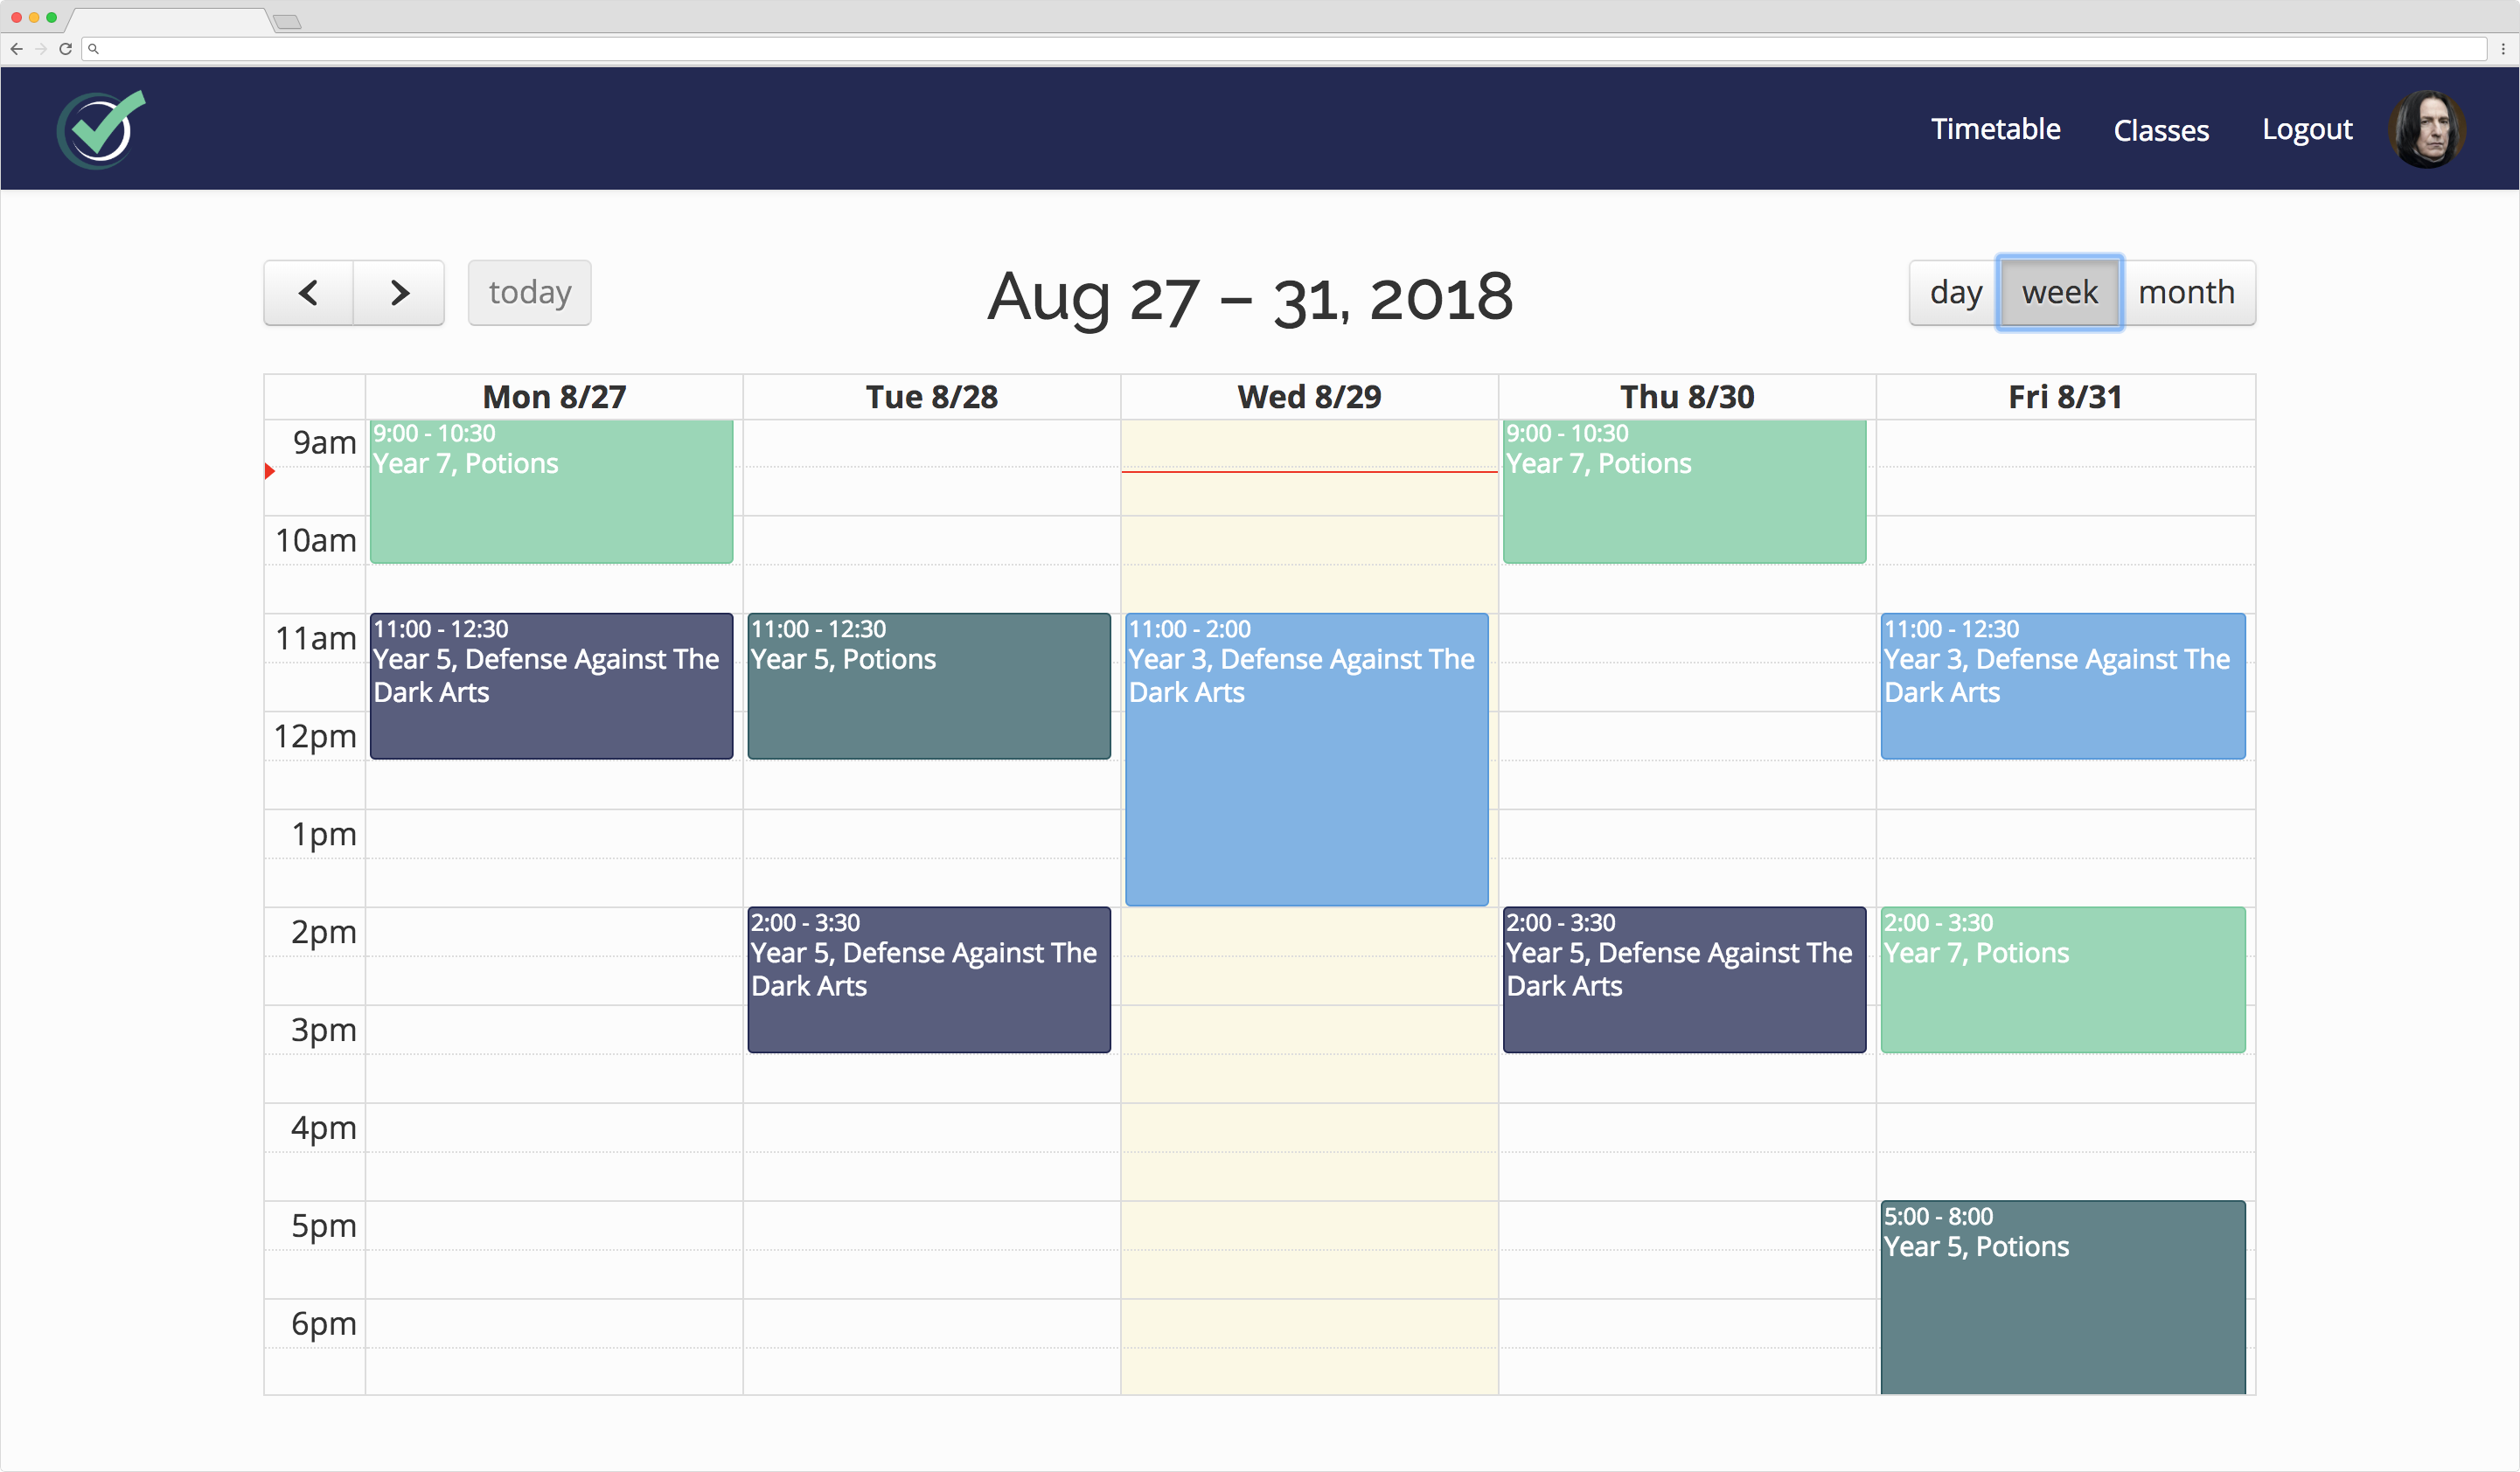 Timetable
Classes
Logout
today
Aug 27 – 31, 2018
day
week
month
Mon 8/27
Tue 8/28
Wed 8/29
Thu 8/30
Fri 8/31
9am
9:00 - 10:30
Year 7, Potions
9:00 - 10:30
Year 7, Potions
10am
11am
11:00 - 12:30
Year 5, Defense Against The
Dark Arts
11:00 - 12:30
Year 5, Potions
11:00 - 2:00
Year 3, Defense Against The
Dark Arts
11:00 - 12:30
Year 3, Defense Against The
Dark Arts
12pm
1pm
2pm
2:00 - 3:30
Year 5, Defense Against The
Dark Arts
2:00 - 3:30
Year 5, Defense Against The
Dark Arts
2:00 - 3:30
Year 7, Potions
3pm
4pm
5pm
5:00 - 8:00
Year 5, Potions
6pm